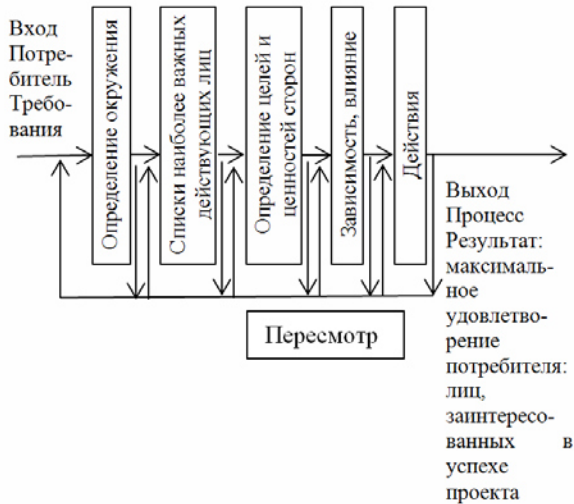 Вход
Потре-
битель
Требо-
вания
Определение окружения
Списки наиболее важных
действующих лиц
Определение целей и
ценностей сторон
Зависимость, влияние
Действия
Выход
Процесс
Результат:
максималь-
ное
удовлетво-
рение
потребителя:
лиц,
заинтересо-
ванных в
успехе
проекта
Пересмотр